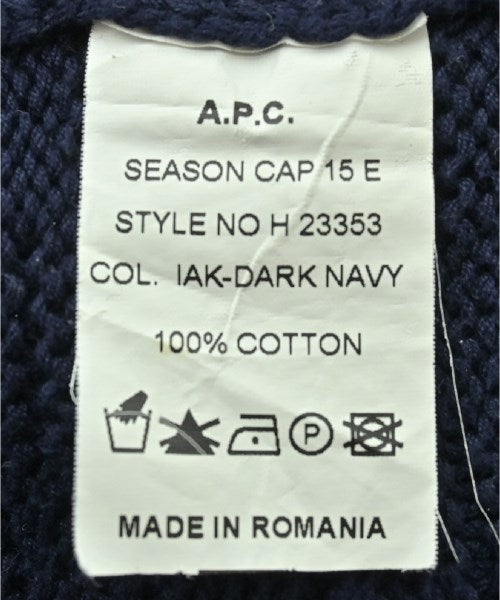 A.P.C.
SEASON CAP 15 E
STYLE NO H 23353
COL. IAK-DARK NAVY
100% COTTON
P
MADE IN ROMANIA